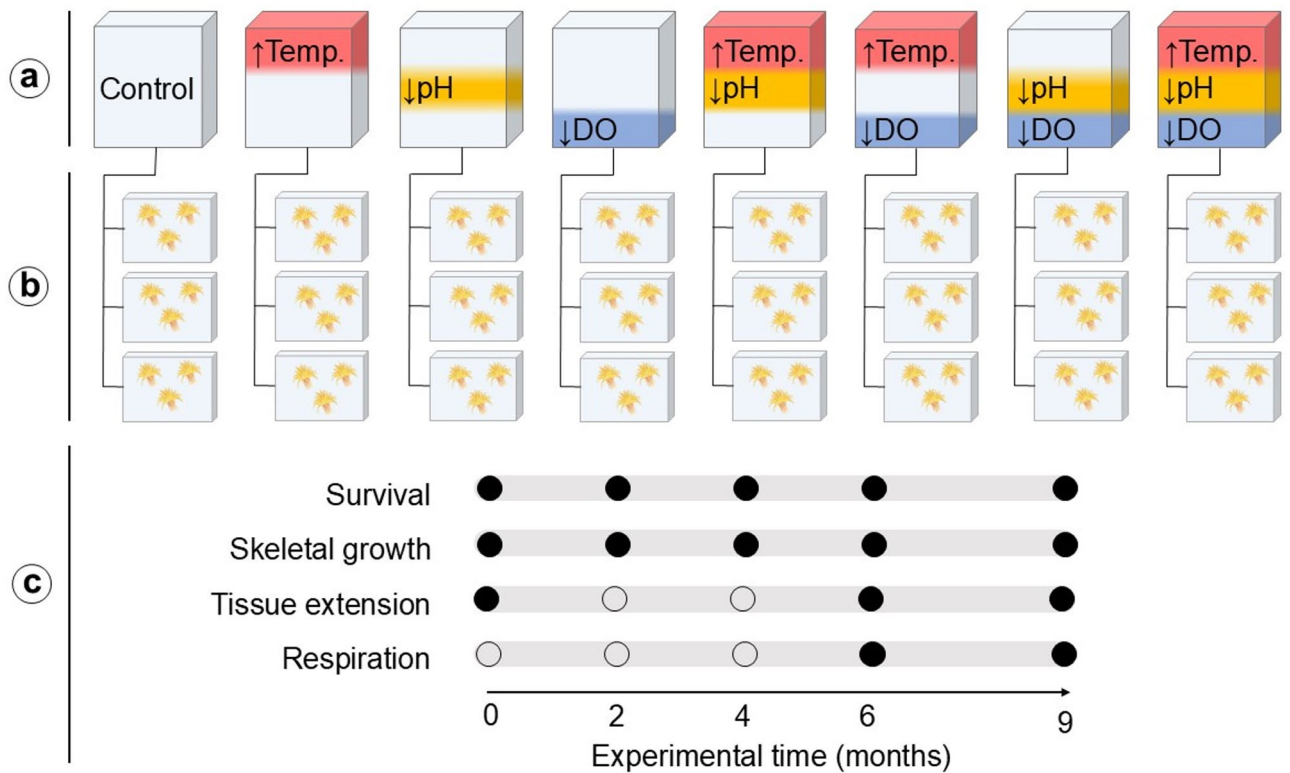 a
Control
↑Temp.
↓pH
↓DO
↑Temp.
↓pH
↑Temp.
↓DO
↓pH
↓DO
↑Temp.
↓pH
↓DO
b
c
Survival
Skeletal growth
Tissue extension
Respiration
0 2 4 6 9
Experimental time (months)